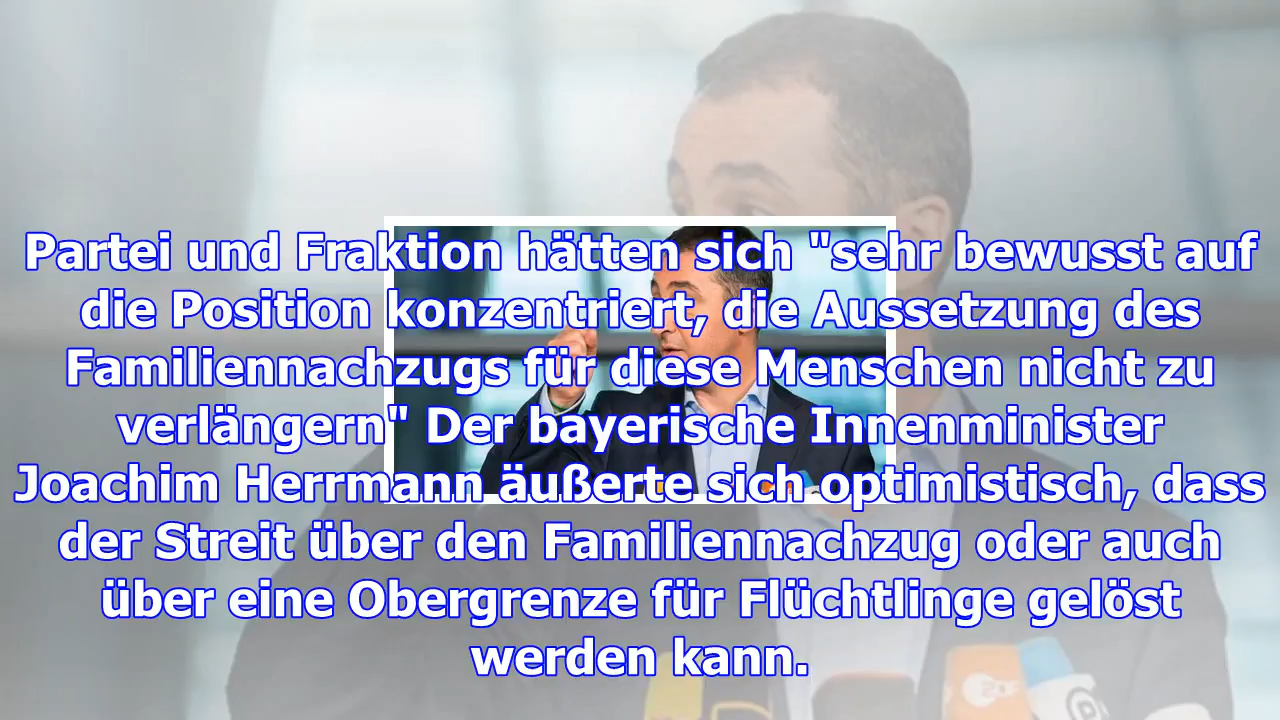 Partei und Fraktion hätten sich "sehr bewusst auf
die Position konzentriert, die Aussetzung des
Familiennachzugs für diese Menschen nicht zu
verlängern" Der bayerische Innenminister
Joachim Herrmann äußerte sich optimistisch, dass
der Streit über den Familiennachzug oder auch
über eine Obergrenze für Flüchtlinge gelöst
werden kann.
ZDF